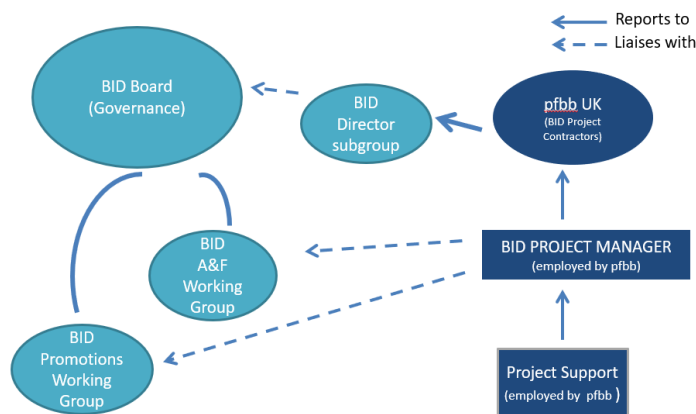 Reports to
Liaises with
BID Board
(Governance)
BID
Director
subgroup
pfbb UK
(BID Project
Contractors)
BID
A&F
Working
Group
BID PROJECT MANAGER
(employed by pfbb)
BID
Promotions
Working
Group
Project Support
(employed by pfbb )